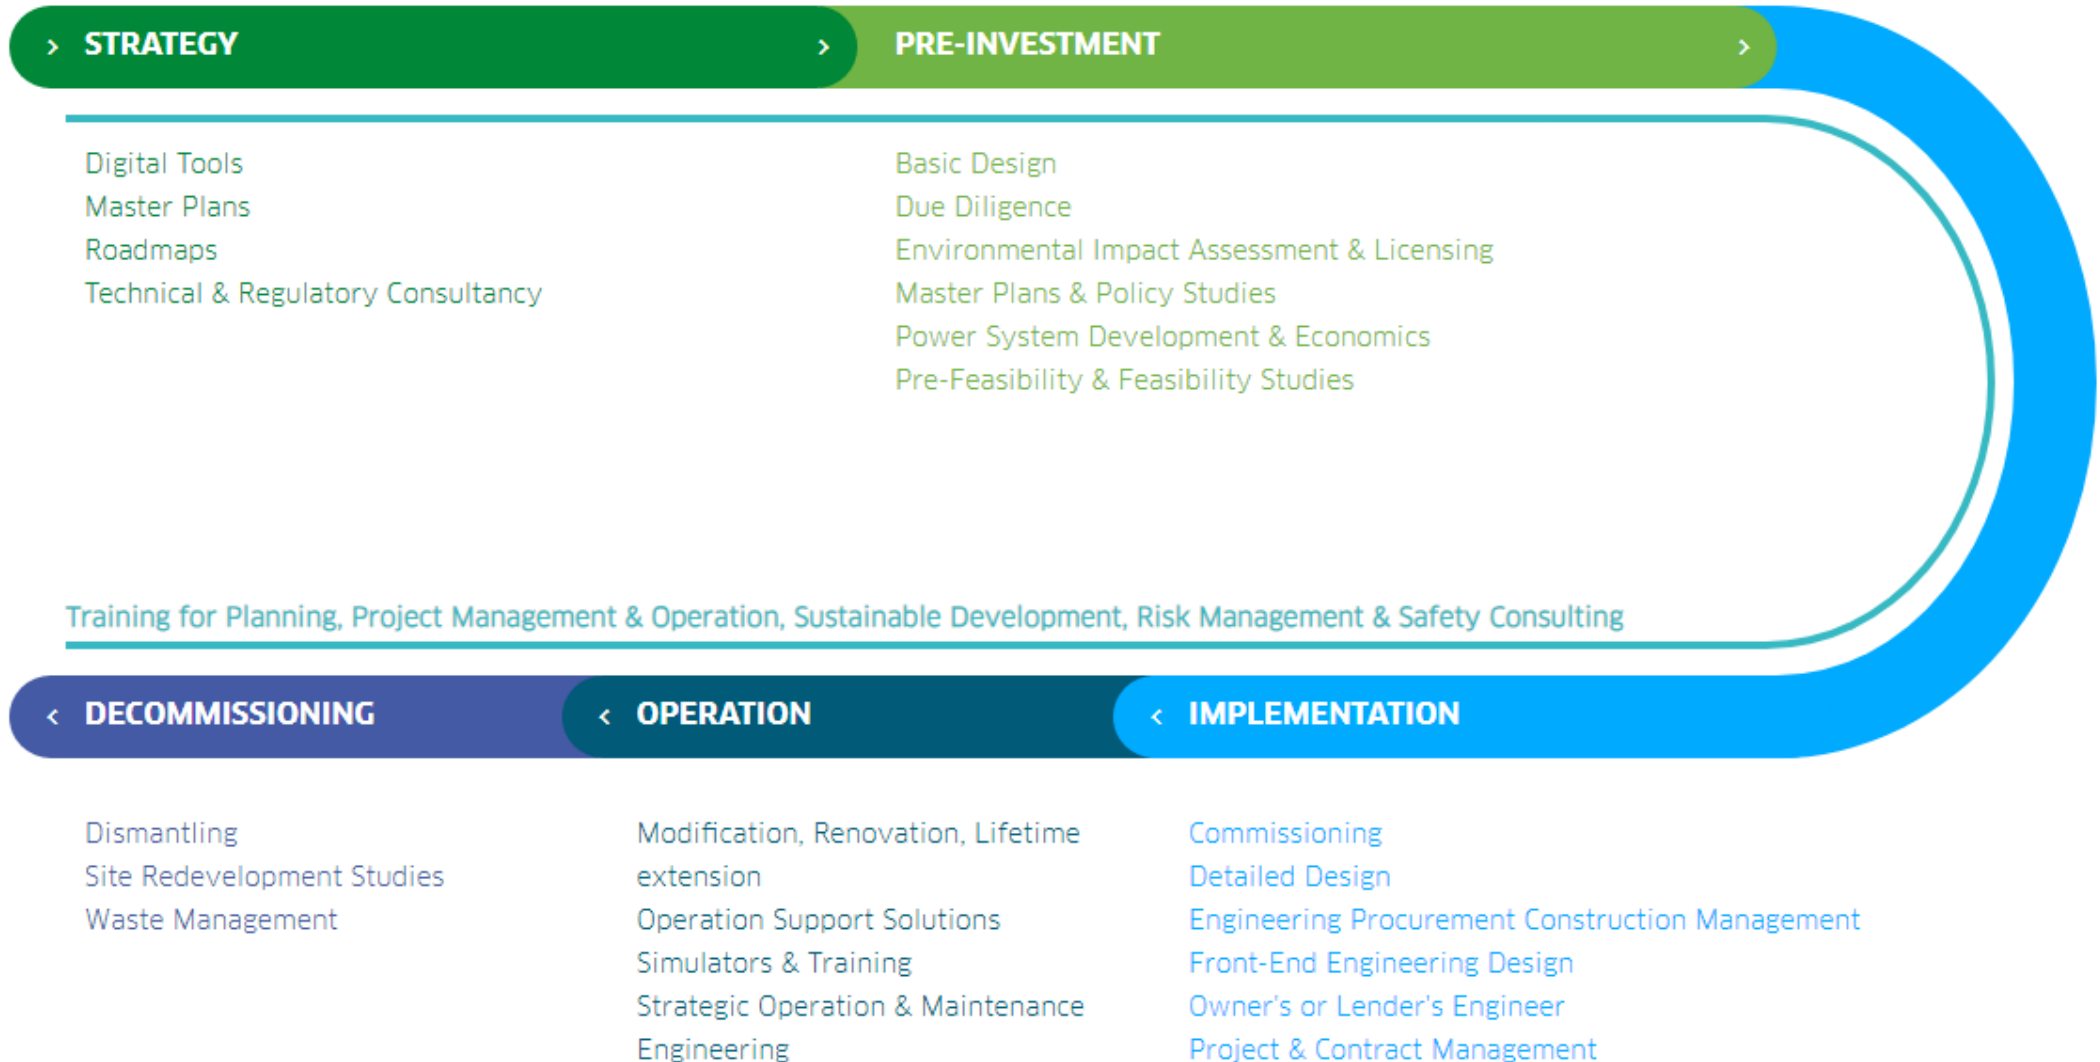 STRATEGY
PRE-INVESTMENT
Digital Tools
Master Plans
Roadmaps
Technical & Regulatory Consultancy
Basic Design
Due Diligence
Environmental Impact Assessment & Licensing
Master Plans & Policy Studies
Power System Development & Economics
Pre-Feasibility & Feasibility Studies
Training for Planning, Project Management & Operation, Sustainable Development, Risk Management & Safety Consulting
DECOMMISSIONING
OPERATION
IMPLEMENTATION
Dismantling
Site Redevelopment Studies
Waste Management
Modification, Renovation, Lifetime
extension
Operation Support Solutions
Simulators & Training
Strategic Operation & Maintenance
Engineering
Commissioning
Detailed Design
Engineering Procurement Construction Management
Front-End Engineering Design
Owner's or Lender's Engineer
Project & Contract Management